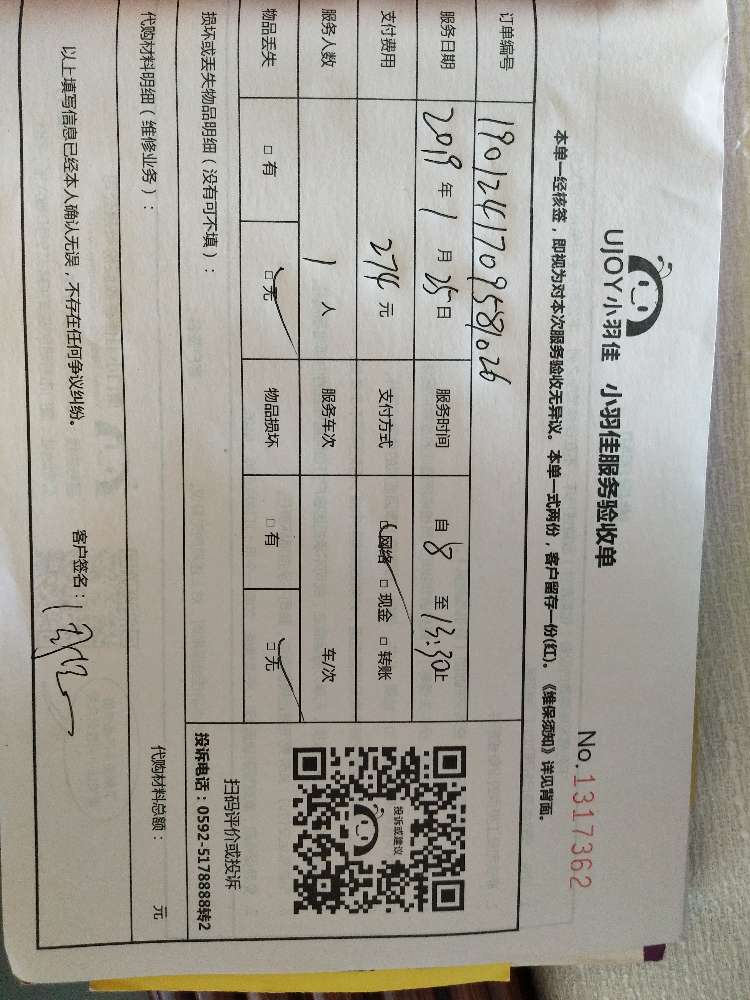 UJOY小羽佳 小羽佳服务验收单
No.1317362
本单一经核签，即视为对本次服务验收无异议。本单一式两份，客户留存一份(红)。《维保须知》详见背面。
订单编号 1901241709581026
服务日期 2019 年 1 月 25 日 服务时间 自 8 至 13:30 止
支付费用 274 元 支付方式 □网络 □现金 □转账
服务人数 1 人 服务车次 车/次
物品丢失 □有 □无 物品损坏 □有 □无
投诉或建议
扫码评价或投诉
投诉电话：0592-5178888转2
损坏或丢失物品明细（没有可不填）：
代购材料明细（维修业务）： 代购材料总额： 元
以上填写信息已经本人确认无误，不存在任何争议纠纷。
客户签名：